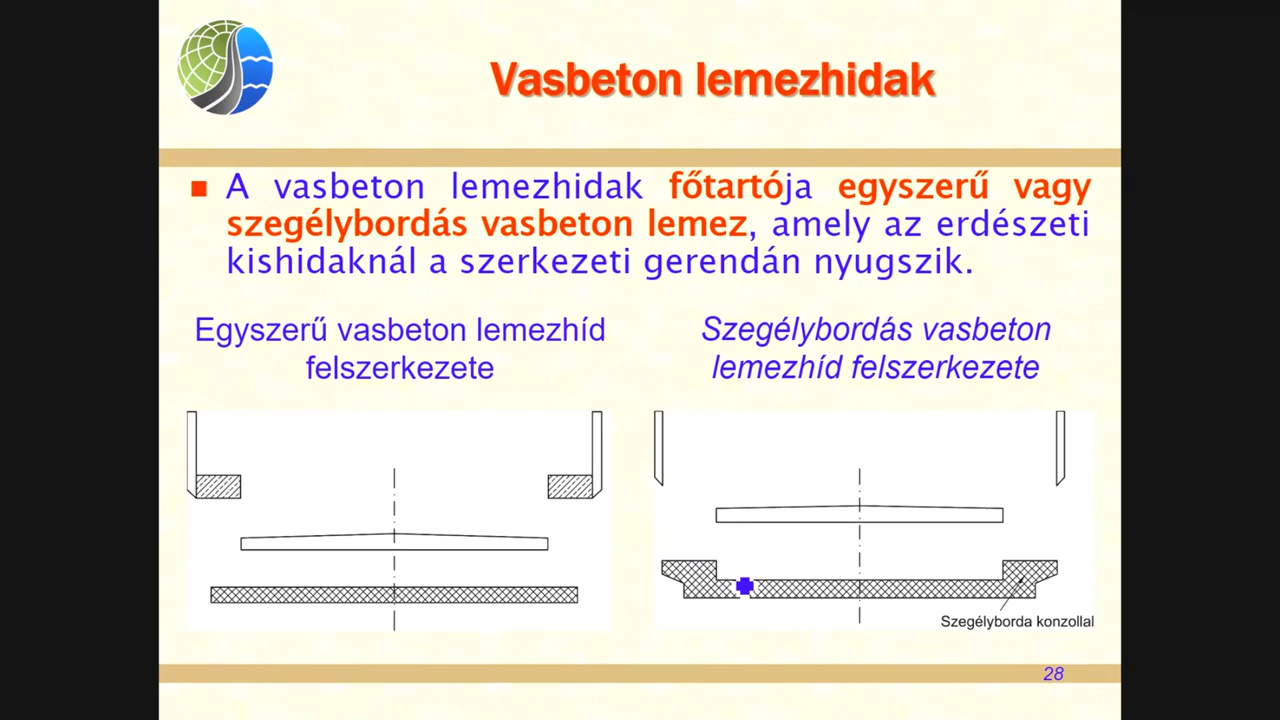 Vasbeton lemezhidak
A vasbeton lemezhidak főtartója egyszerű vagy
szegélybordás vasbeton lemez, amely az erdészeti
kishidaknál a szerkezeti gerendán nyugszik.
Egyszerű vasbeton lemezhíd
felszerkezete
Szegélybordás vasbeton
lemezhíd felszerkezete
Szegélyborda konzollal
28